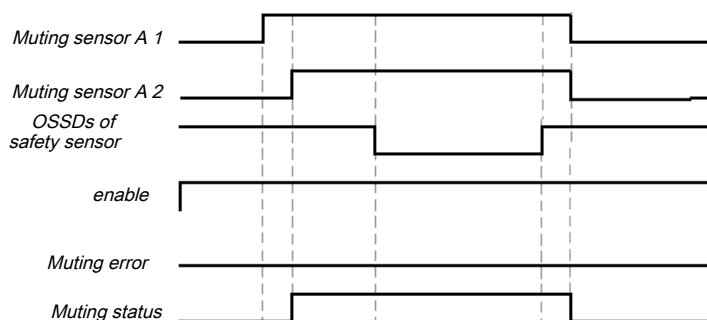 Muting sensor A 1
Muting sensor A 2
OSSDs of
safety sensor
enable
Muting error
Muting status